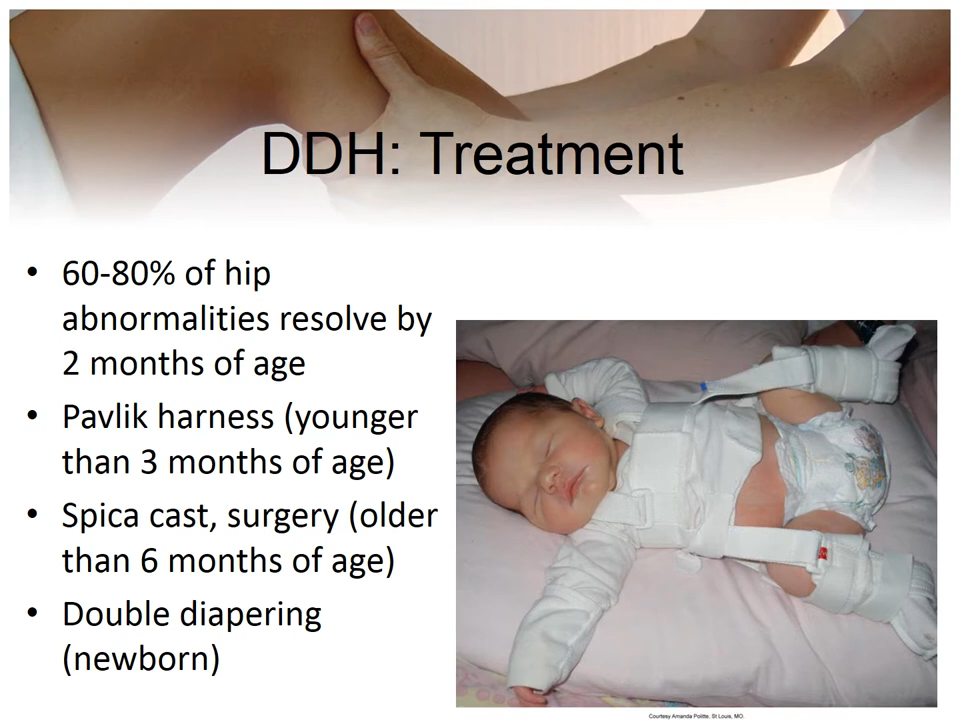 DDH: Treatment
• 60-80% of hip
abnormalities resolve by
2 months of age
• Pavlik harness (younger
than 3 months of age)
• Spica cast, surgery (older
than 6 months of age)
• Double diapering
(newborn)
Courtesy Amanda Politte, St Louis, MO.